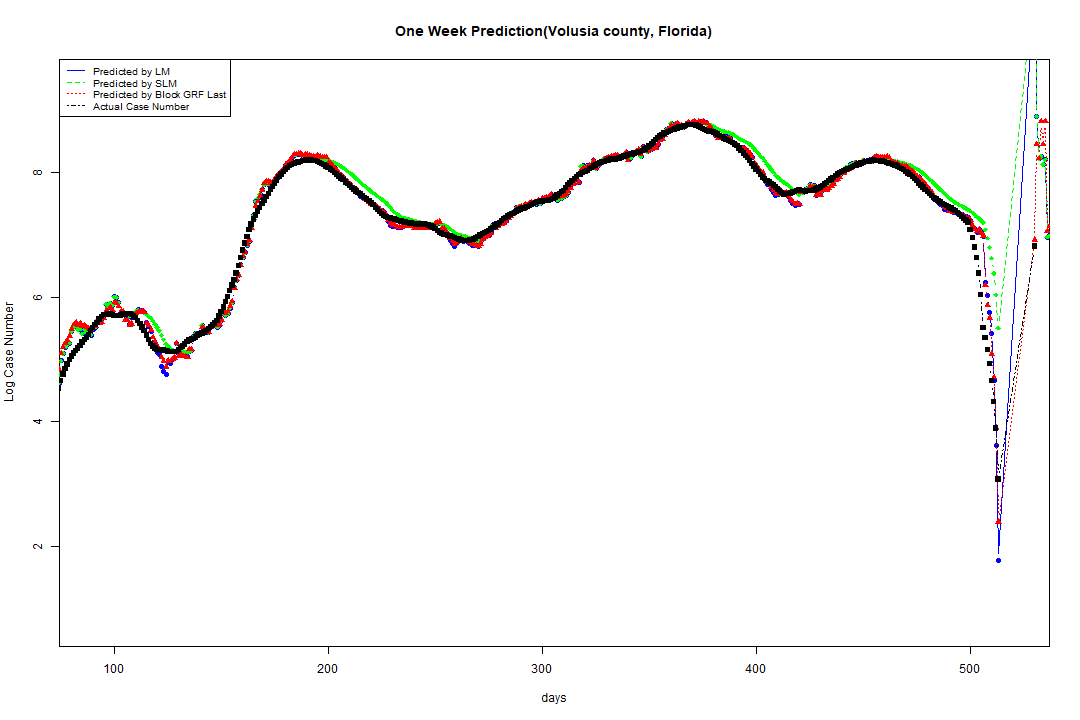 One Week Prediction(Volusia county, Florida)
Predicted by LM
Predicted by SLM
Predicted by Block GRF Last
Actual Case Number
Log Case Number
8
6
4
2
100 200 300 400 500
days